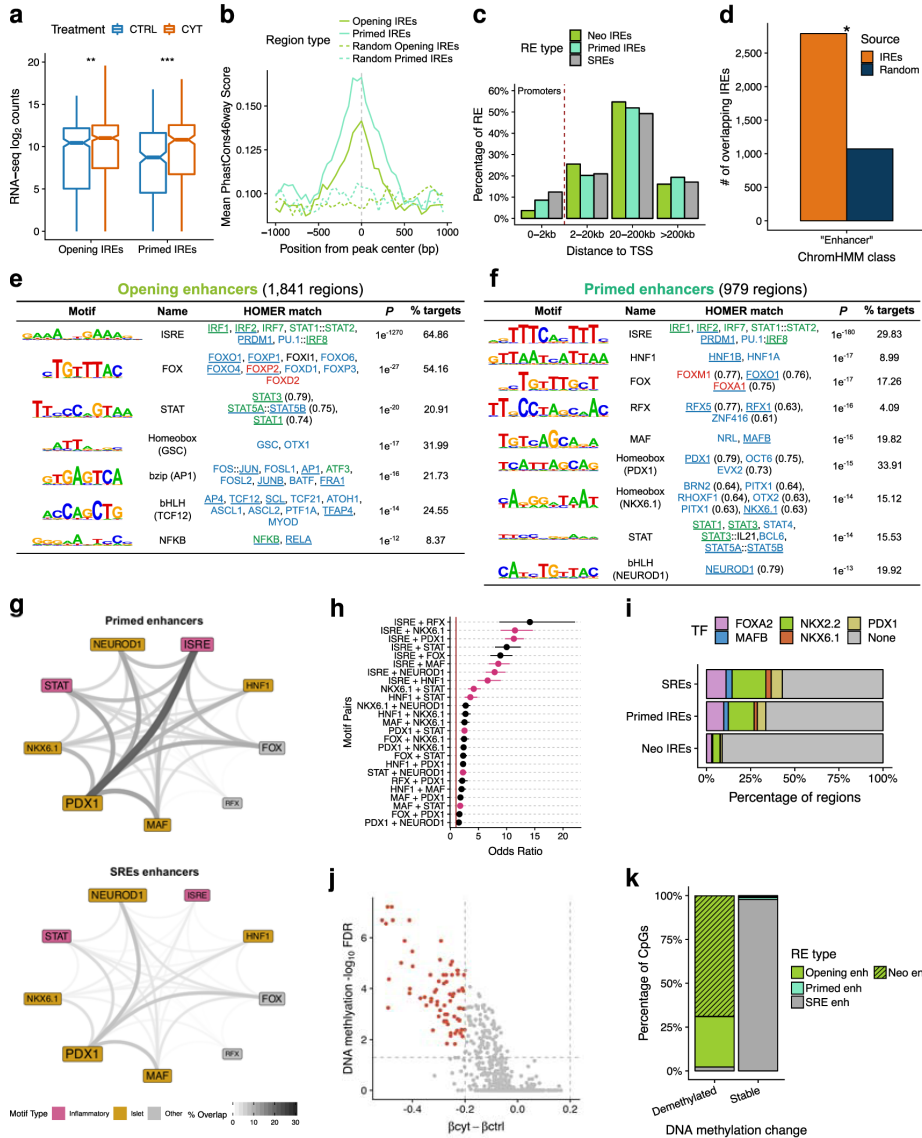 a
Treatment CTRL CYT
RNA−seq log2 counts
20
15
10
5
0
**
***
Opening IREs
Primed IREs
b
Region type
Opening IREs
Primed IREs
Random Opening IREs
Random Primed IREs
Mean PhastCons46way Score
0.150
0.125
0.100
−1000
−500
0
500
1000
Position from peak center (bp)
c
RE type
Neo IREs
Primed IREs
SREs
Percentage of RE
60%
50%
40%
30%
20%
10%
0%
Promoters
0−2kb
2−20kb
20−200kb
>200kb
Distance to TSS
d
# of overlapping IREs
2,500
2,000
1,500
1,000
500
0
*
Source
IREs
Random
"Enhancer"
ChromHMM class
e
Opening enhancers (1,841 regions)
Motif Name HOMER match P % targets
ISRE IRF1, IRF2, IRF7, STAT1::STAT2, 1e-1270 64.86
PRDM1, PU.1::IRF8
FOX FOXO1, FOXP1, FOXI1, FOXO6, 1e-27 54.16
FOXO4, FOXP2, FOXD1, FOXP3,
FOXD2
STAT STAT3 (0.79), 1e-20 20.91
STAT5A::STAT5B (0.75),
STAT1 (0.74)
Homeobox GSC, OTX1 1e-17 31.99
(GSC)
bzip (AP1) FOS::JUN, FOSL1, AP1, ATF3, 1e-16 21.73
FOSL2, JUNB, BATF, FRA1
bHLH AP4, TCF12, SCL, TCF21, ATOH1, 1e-14 24.55
(TCF12) ASCL1, ASCL2, PTF1A, TFAP4,
MYOD
NFKB NFKB, RELA 1e-12 8.37
f
Primed enhancers (979 regions)
Motif Name HOMER match P % targets
ISRE IRF1, IRF2, IRF7, STAT1::STAT2, 1e-180 29.83
PRDM1, PU.1::IRF8
HNF1 HNF1B, HNF1A 1e-17 8.99
FOX FOXM1 (0.77), FOXO1 (0.76), 1e-17 17.26
FOXA1 (0.75)
RFX RFX5 (0.77), RFX1 (0.63), 1e-16 4.09
ZNF416 (0.61)
MAF NRL, MAFB 1e-15 19.82
Homeobox PDX1 (0.79), OCT6 (0.75), 1e-15 33.91
(PDX1) EVX2 (0.73)
Homeobox BRN2 (0.64), PITX1 (0.64), 1e-14 15.12
(NKX6.1) RHOXF1 (0.64), OTX2 (0.63),
PITX1 (0.63), NKX6.1 (0.63)
STAT STAT1, STAT3, STAT4, 1e-14 15.53
STAT3::IL21,BCL6,
STAT5A::STAT5B
bHLH NEUROD1 (0.79) 1e-13 19.92
(NEUROD1)
g
Primed enhancers
NEUROD1
ISRE
STAT
HNF1
NKX6.1
FOX
PDX1
RFX
MAF
SREs enhancers
NEUROD1
ISRE
STAT
HNF1
NKX6.1
FOX
PDX1
RFX
MAF
Motif Type Inflammatory Islet Other % Overlap
0 10 20 30
h
Motif Pairs
ISRE + RFX
ISRE + NKX6.1
ISRE + PDX1
ISRE + STAT
ISRE + FOX
ISRE + MAF
ISRE + NEUROD1
ISRE + HNF1
NKX6.1 + STAT
HNF1 + STAT
NKX6.1 + NEUROD1
HNF1 + NKX6.1
MAF + NKX6.1
PDX1 + STAT
FOX + NKX6.1
PDX1 + NKX6.1
FOX + STAT
HNF1 + PDX1
STAT + NEUROD1
RFX + PDX1
HNF1 + MAF
MAF + PDX1
MAF + STAT
FOX + PDX1
PDX1 + NEUROD1
0 5 10 15 20
Odds Ratio
i
TF
FOXA2
NKX2.2
PDX1
MAFB
NKX6.1
None
SREs
Primed IREs
Neo IREs
0%
25%
50%
75%
100%
Percentage of regions
j
DNA methlyation -log10 FDR
6
4
2
0
-0.4
-0.2
0.0
0.2
βcyt − βctrl
k
Percentage of CpGs
100%
75%
50%
25%
0%
RE type
Opening enh
Neo en
Primed enh
SRE enh
Demethylated
Stable
DNA methylation change